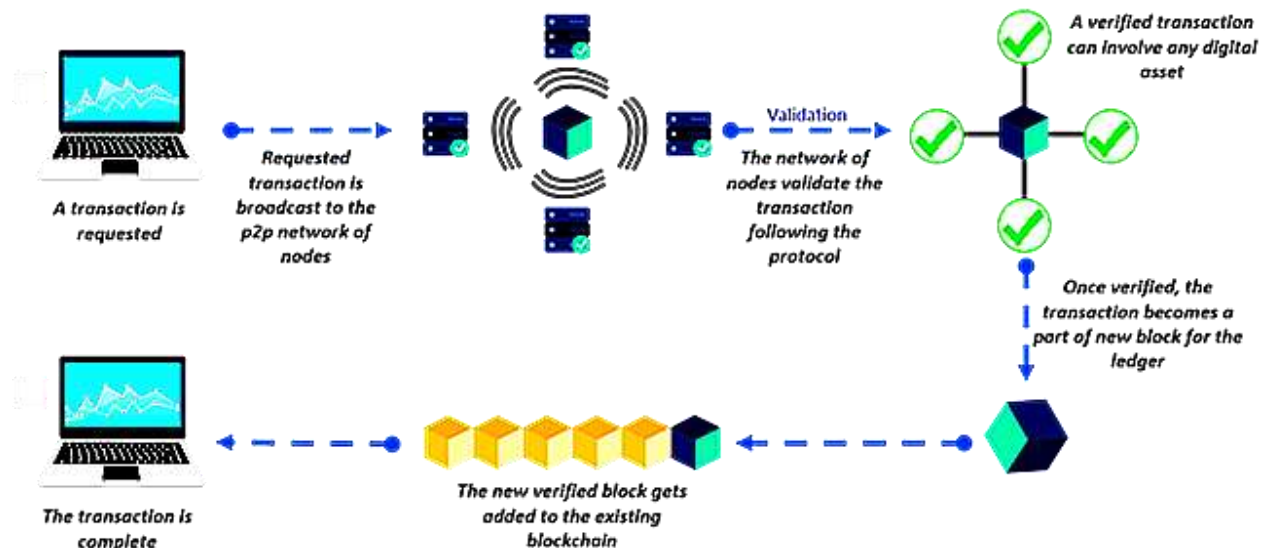 A transaction is
requested
Requested
transaction is
broadcast to the
p2p network of
nodes
Validation
The network of
nodes validate the
transaction
following the
protocol
A verified transaction
can involve any digital
asset
Once verified, the
transaction becomes a
part of new block for the
ledger
The new verified block gets
added to the existing
blockchain
The transaction is
complete